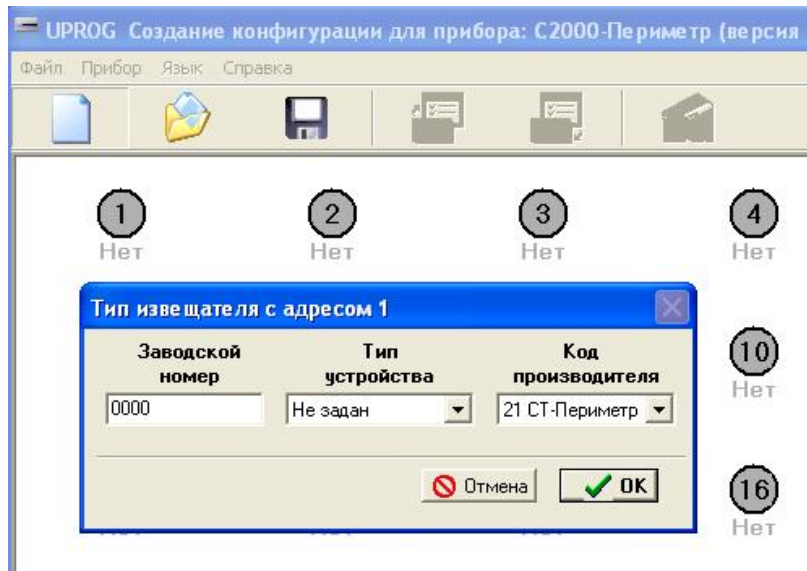 UPROG Создание конфигурации для прибора: С2000-Периметр (версия
Файл Прибор Язык Справка
1 2 3 4
Нет Нет Нет Нет
Тип извещателя с адресом 1
Заводской номер
Тип устройства
Код производителя
0000
Не задан
21 СТ-Периметр
Отмена
OK
10
Нет
16
Нет